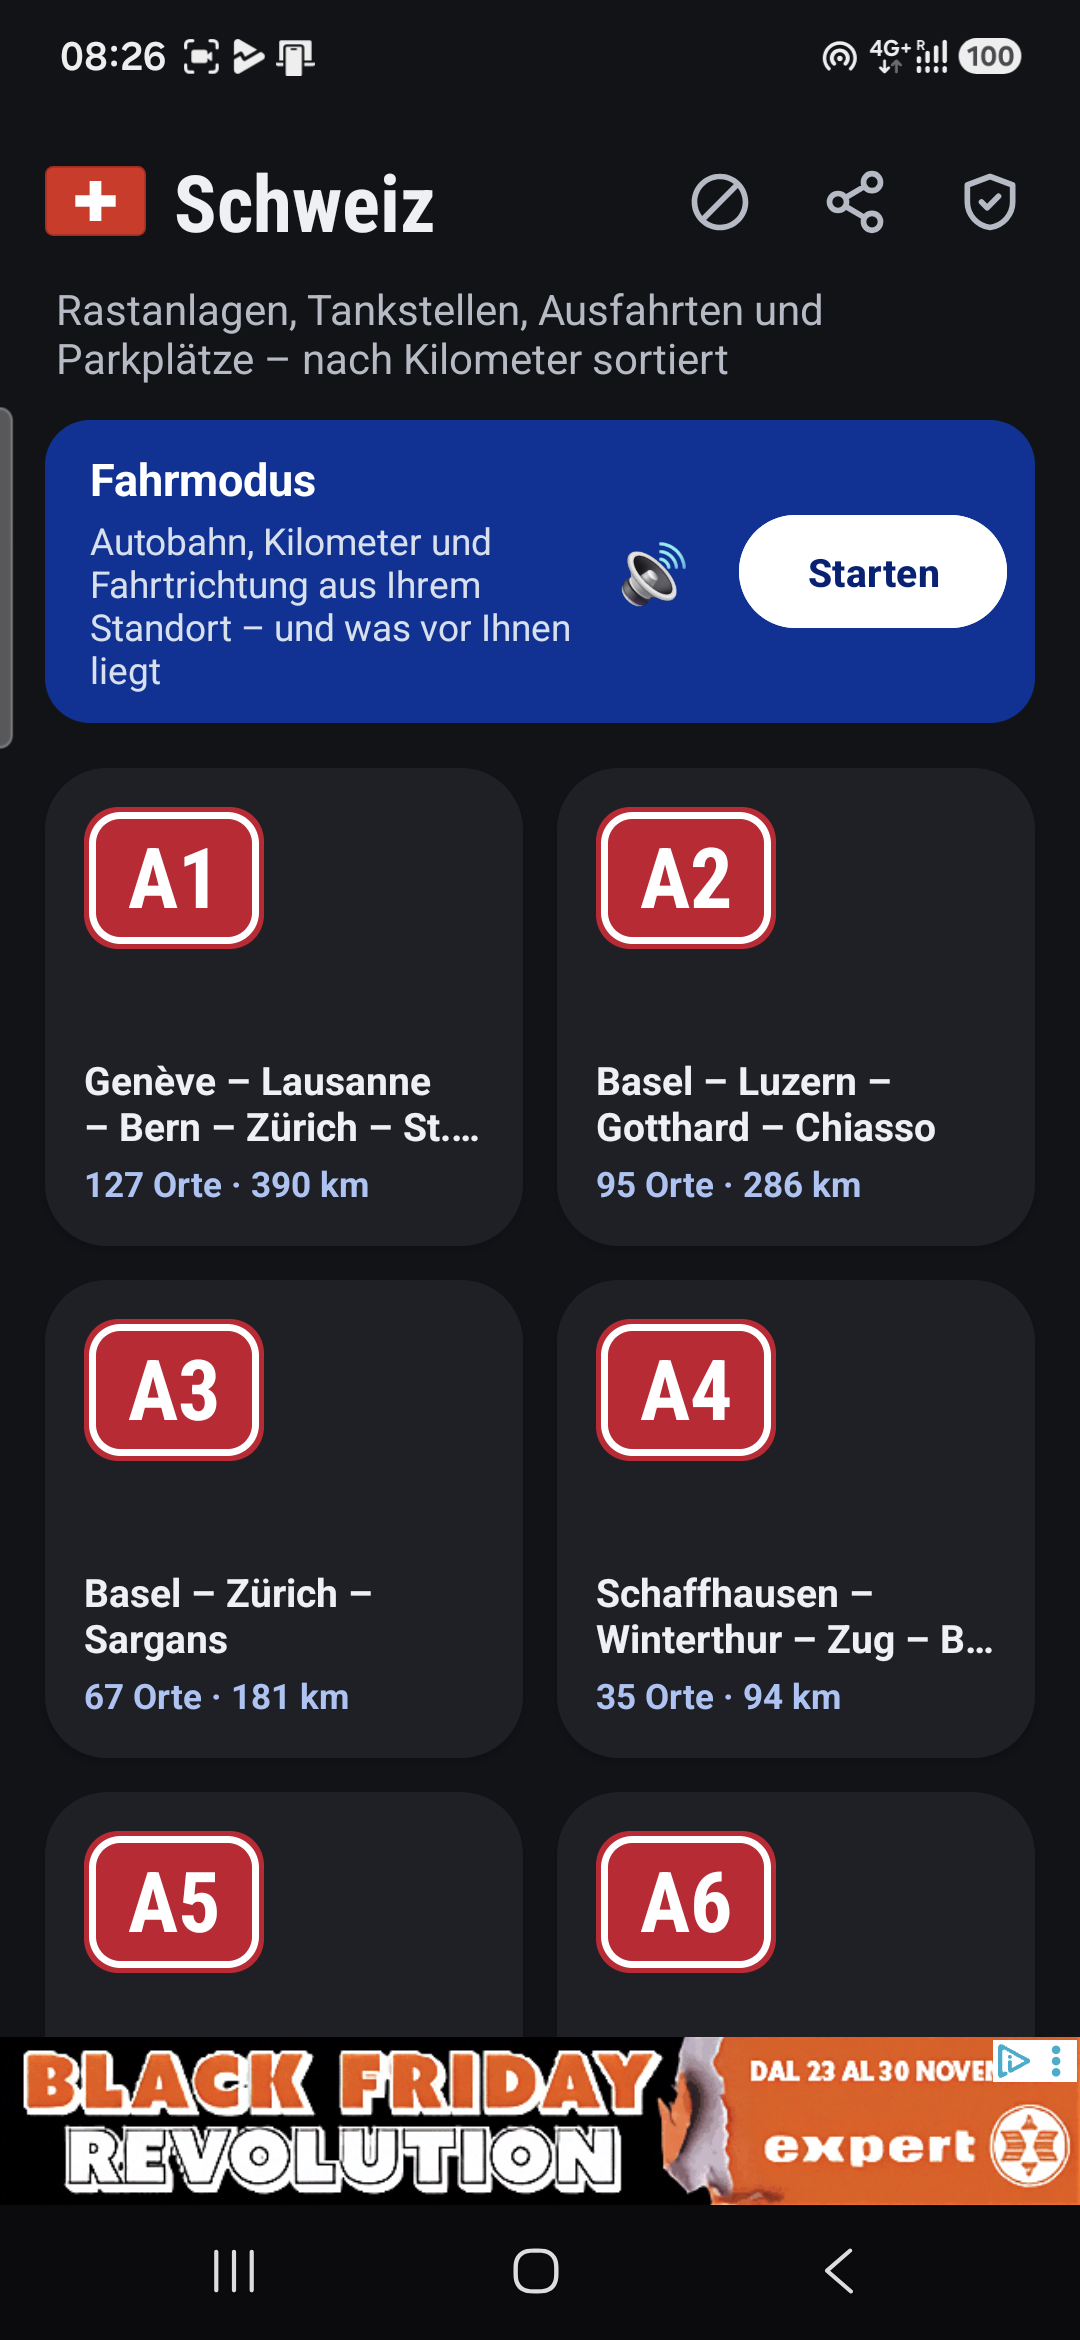 08:26
4G+ R
100
Schweiz
Rastanlagen, Tankstellen, Ausfahrten und
Parkplätze – nach Kilometer sortiert
Fahrmodus
Autobahn, Kilometer und
Fahrtrichtung aus Ihrem
Standort – und was vor Ihnen
liegt
Starten
A1
Genève – Lausanne
– Bern – Zürich – St....
127 Orte · 390 km
A2
Basel – Luzern –
Gotthard – Chiasso
95 Orte · 286 km
A3
Basel – Zürich –
Sargans
67 Orte · 181 km
A4
Schaffhausen –
Winterthur – Zug – B...
35 Orte · 94 km
A5
A6
BLACK FRIDAY
REVOLUTION
DAL 23 AL 30 NOVEM
expert